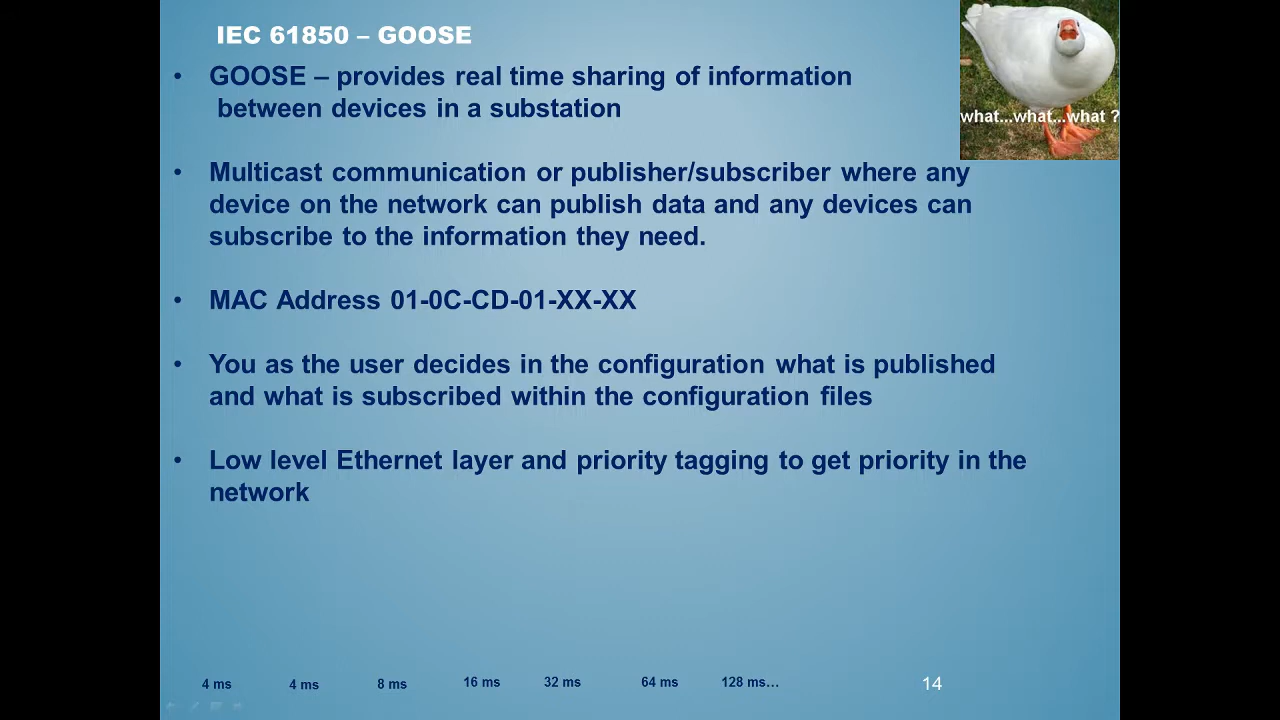 IEC 61850 – GOOSE
• GOOSE – provides real time sharing of information
between devices in a substation
what...what...what ?
• Multicast communication or publisher/subscriber where any
device on the network can publish data and any devices can
subscribe to the information they need.
• MAC Address 01-0C-CD-01-XX-XX
• You as the user decides in the configuration what is published
and what is subscribed within the configuration files
• Low level Ethernet layer and priority tagging to get priority in the
network
4 ms 4 ms 8 ms 16 ms 32 ms 64 ms 128 ms… 14